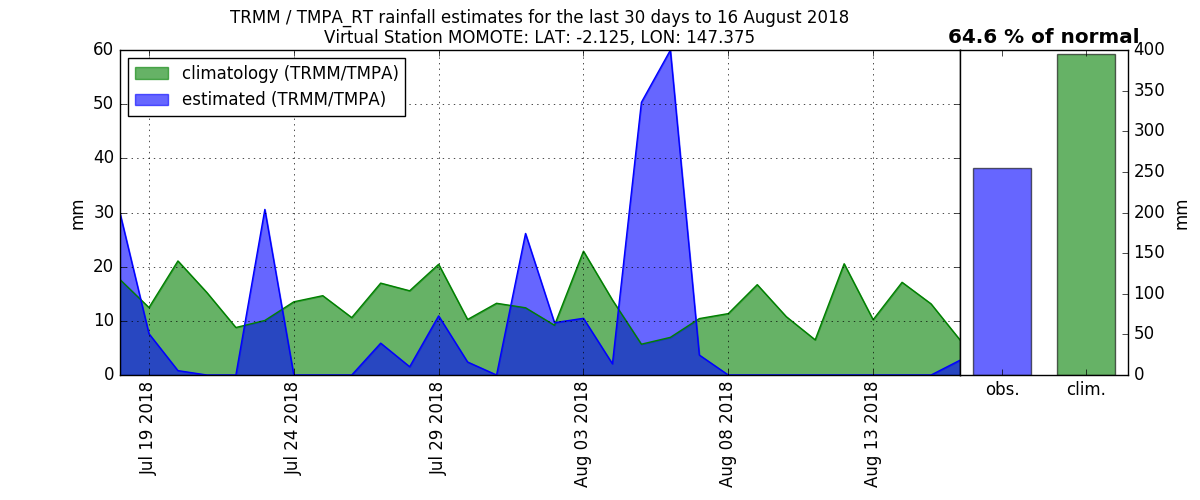 TRMM / TMPA_RT rainfall estimates for the last 30 days to 16 August 2018
Virtual Station MOMOTE: LAT: -2.125, LON: 147.375
64.6 % of normal
climatology (TRMM/TMPA)
estimated (TRMM/TMPA)
60
50
40
30
20
10
0
mm
Jul 19 2018
Jul 24 2018
Jul 29 2018
Aug 03 2018
Aug 08 2018
Aug 13 2018
obs.
clim.
400
350
300
250
200
150
100
50
0
mm